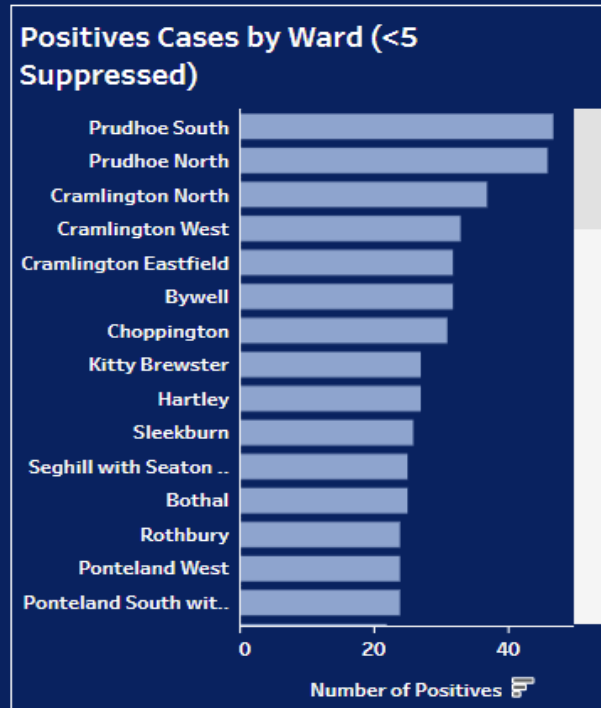 Positives Cases by Ward (<5
Suppressed)
Prudhoe South
Prudhoe North
Cramlington North
Cramlington West
Cramlington Eastfield
Bywell
Choppington
Kitty Brewster
Hartley
Sleekburn
Seghill with Seaton ..
Bothal
Rothbury
Ponteland West
Ponteland South wit..
0 20 40
Number of Positives